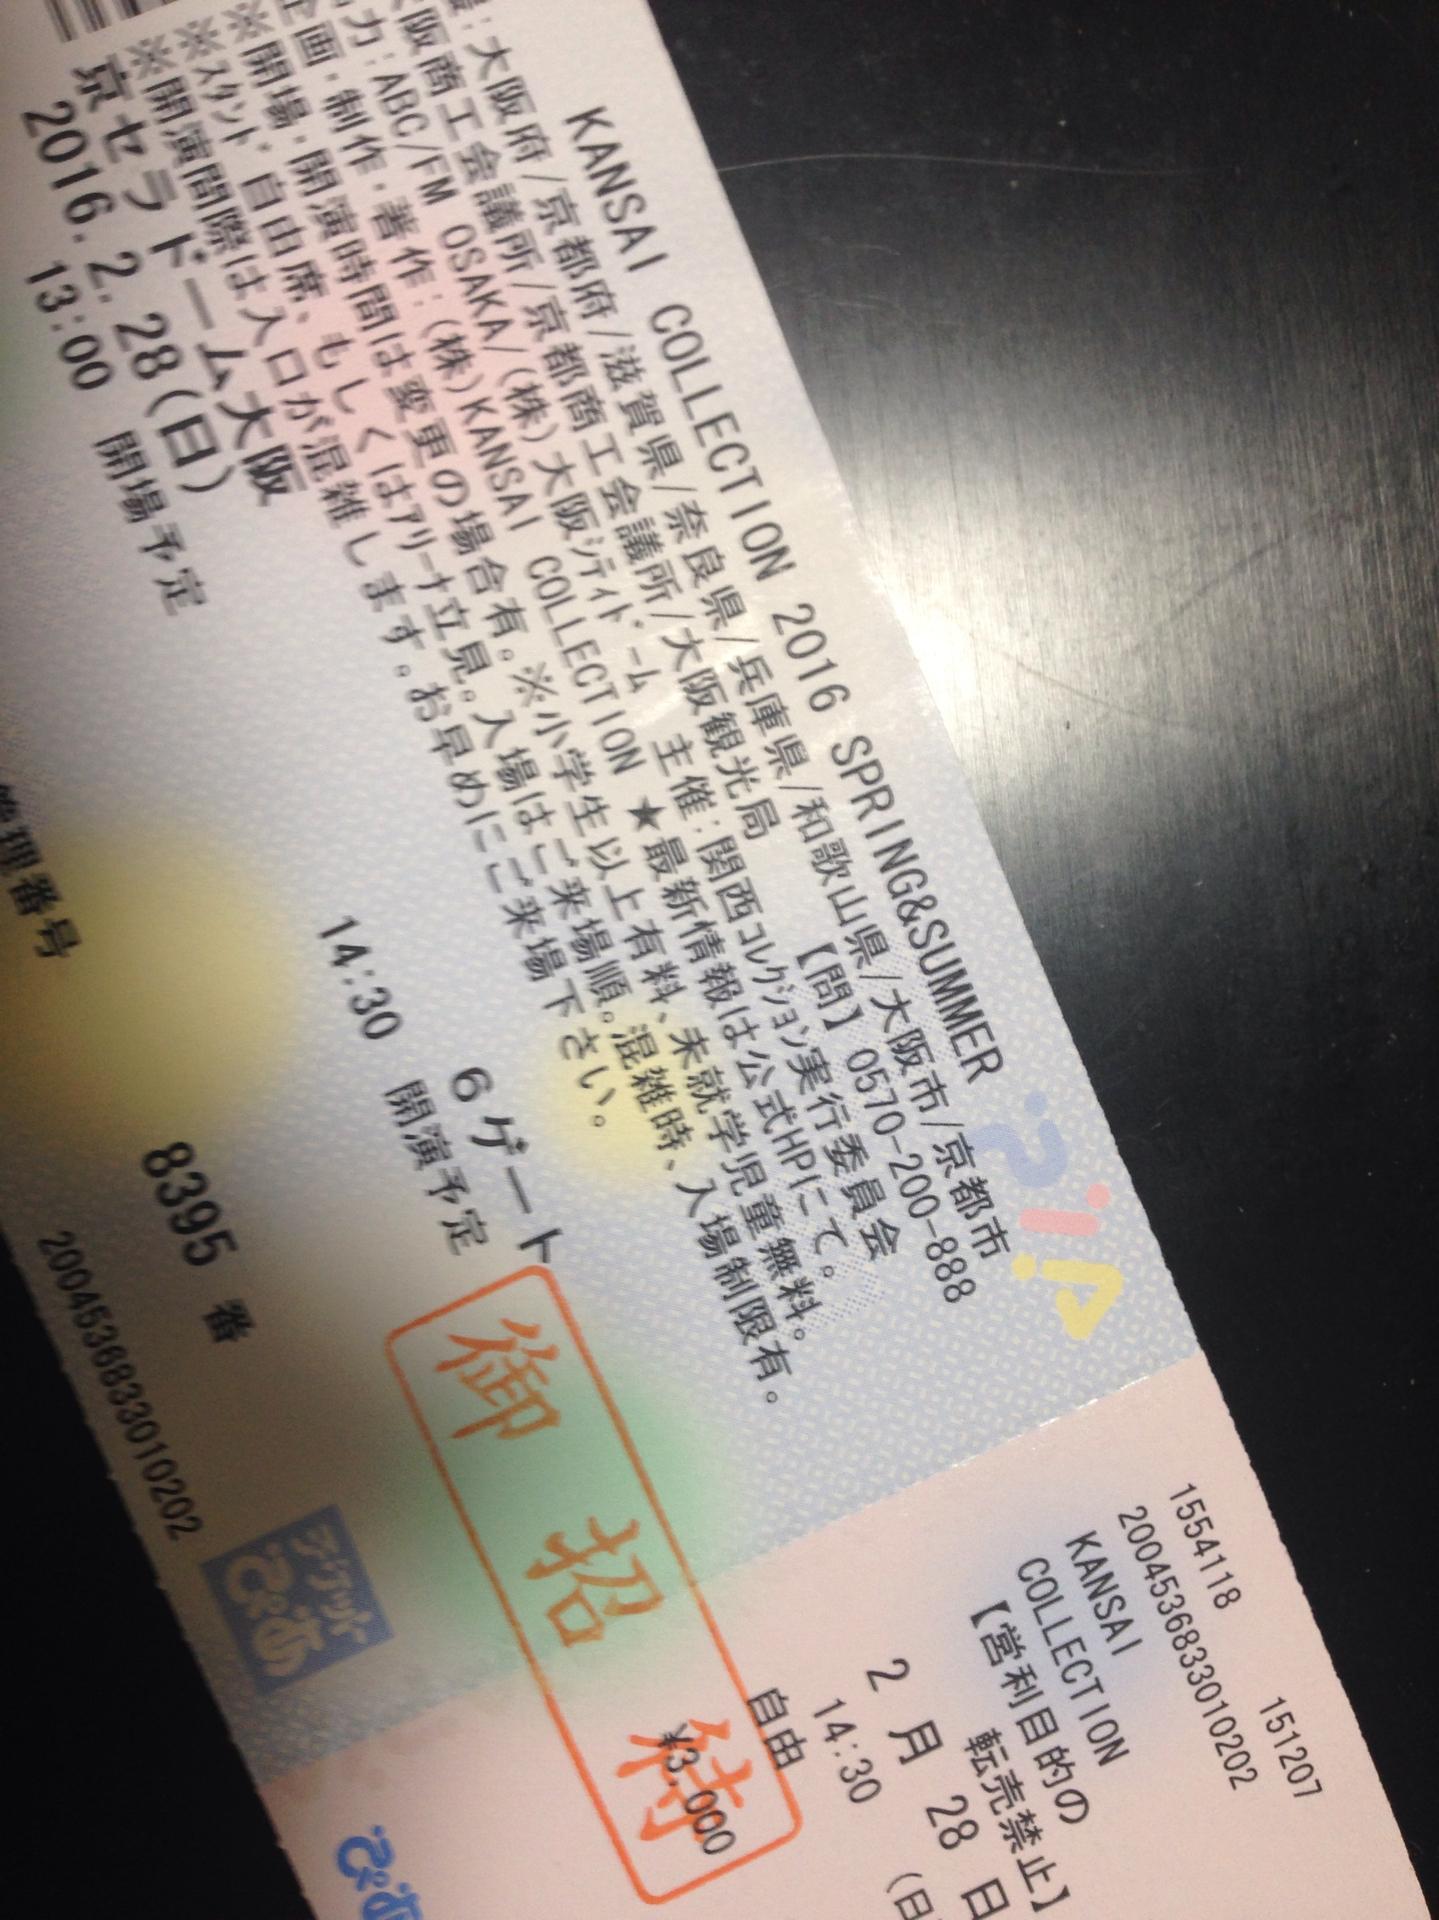 KANSAI COLLECTION 2016 SPRING&SUMMER
:大阪府/京都府/滋賀県/奈良県/兵庫県/和歌山県/大阪市/京都市
阪商工会議所/京都商工会議所/大阪観光局 【問】0570-200-888
力:ABC/FM OSAKA/(株)大阪シティドーム 主催:関西コレクション実行委員会
画・制作・著作:(株)KANSAI COLLECTION ★最新情報は公式HPにて。
※開場・開演時間は変更の場合有。※小学生以上有料、未就学児童無料。
※スタンド自由席、もしくはアリーナ立見。入場はご来場順。混雑時、入場制限有。
※開演間際は入口が混雑します。お早めにご来場下さい。
京セラドーム大阪 6ゲート
2016. 2. 28(日) 14:30 開演予定
13:00 開場予定
理番号 8395 番
2004536833010202
チケットぴあ
御招待
1554118 151207
2004536833010202
KANSAI
COLLECTION
【営利目的の
転売禁止】
2月28日(日
14:30
自由
¥3,000
ぴあ